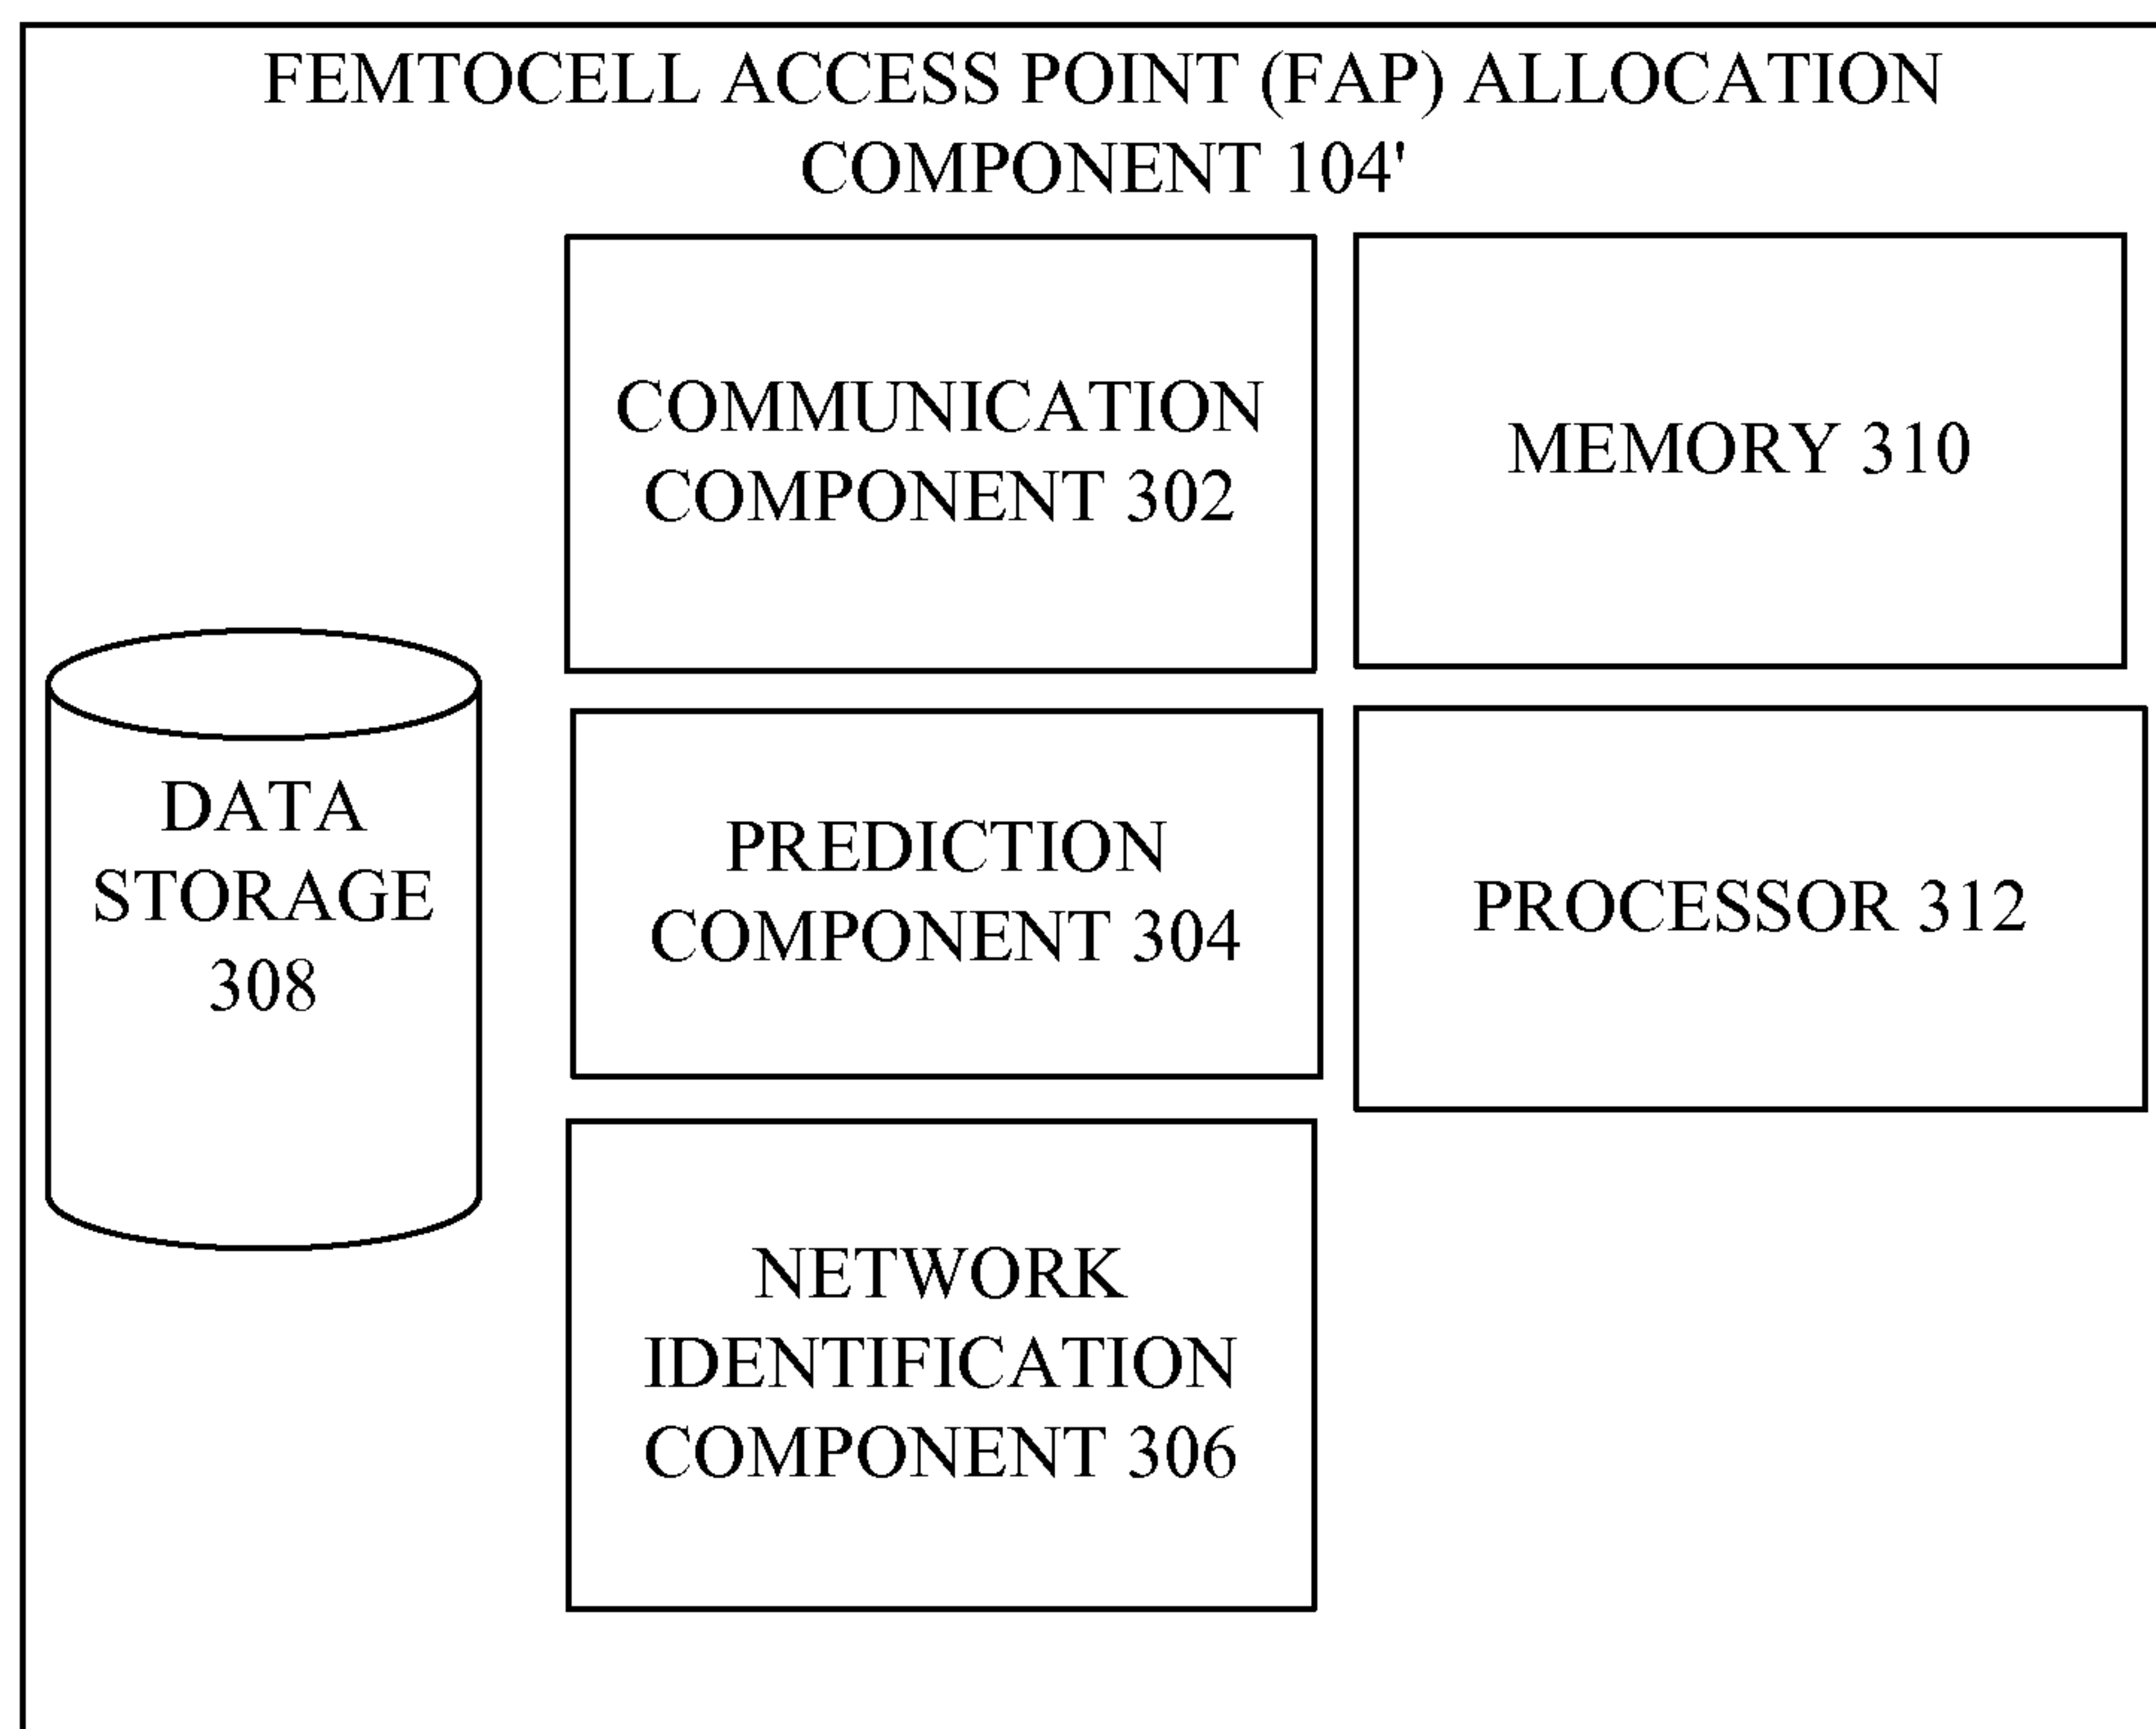 FEMTOCELL ACCESS POINT (FAP) ALLOCATION
COMPONENT 104'
COMMUNICATION
COMPONENT 302
MEMORY 310
DATA
STORAGE
308
PREDICTION
COMPONENT 304
PROCESSOR 312
NETWORK
IDENTIFICATION
COMPONENT 306